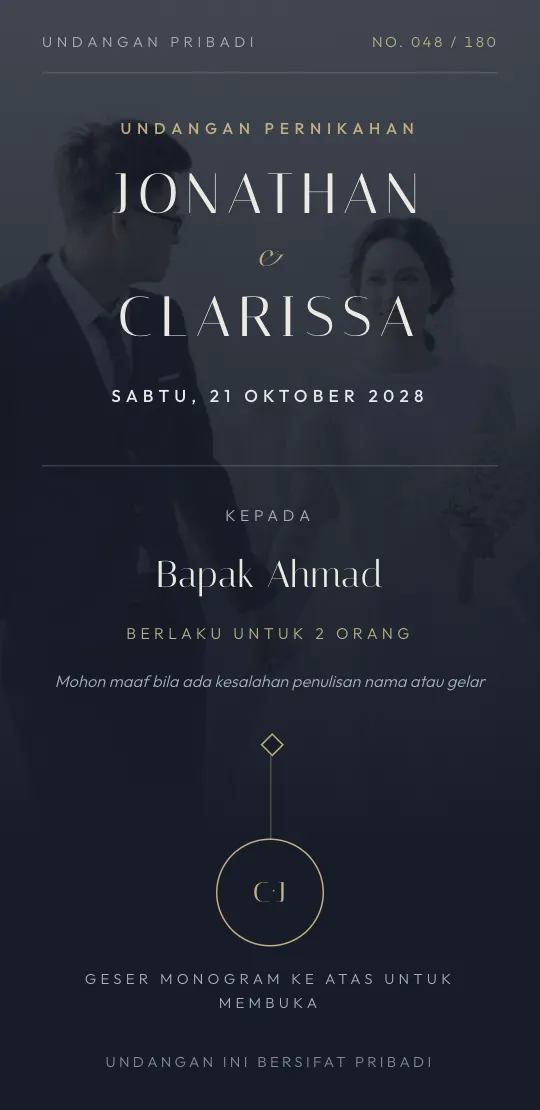 UNDANGAN PRIBADI
NO. 048 / 180
UNDANGAN PERNIKAHAN
JONATHAN
&
CLARISSA
SABTU, 21 OKTOBER 2028
KEPADA
Bapak Ahmad
BERLAKU UNTUK 2 ORANG
Mohon maaf bila ada kesalahan penulisan nama atau gelar
C·J
GESER MONOGRAM KE ATAS UNTUK
MEMBUKA
UNDANGAN INI BERSIFAT PRIBADI